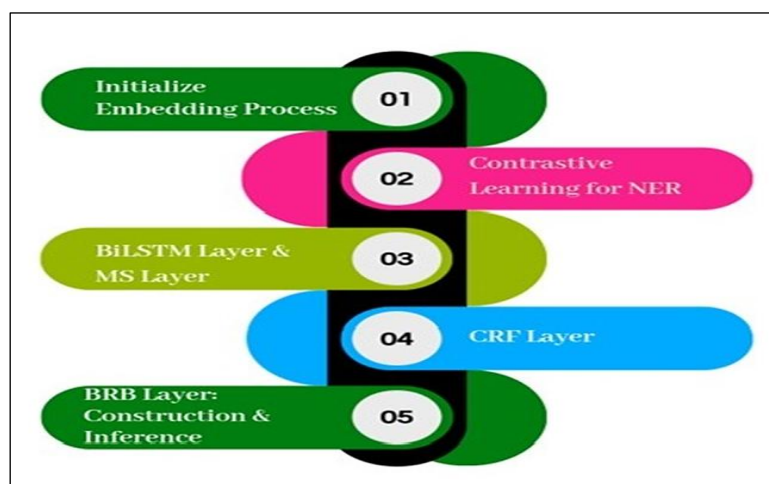 Initialize
Embedding Process
01
02
Contrastive
Learning for NER
BiLSTM Layer &
MS Layer
03
04
CRF Layer
BRB Layer:
Construction &
Inference
05